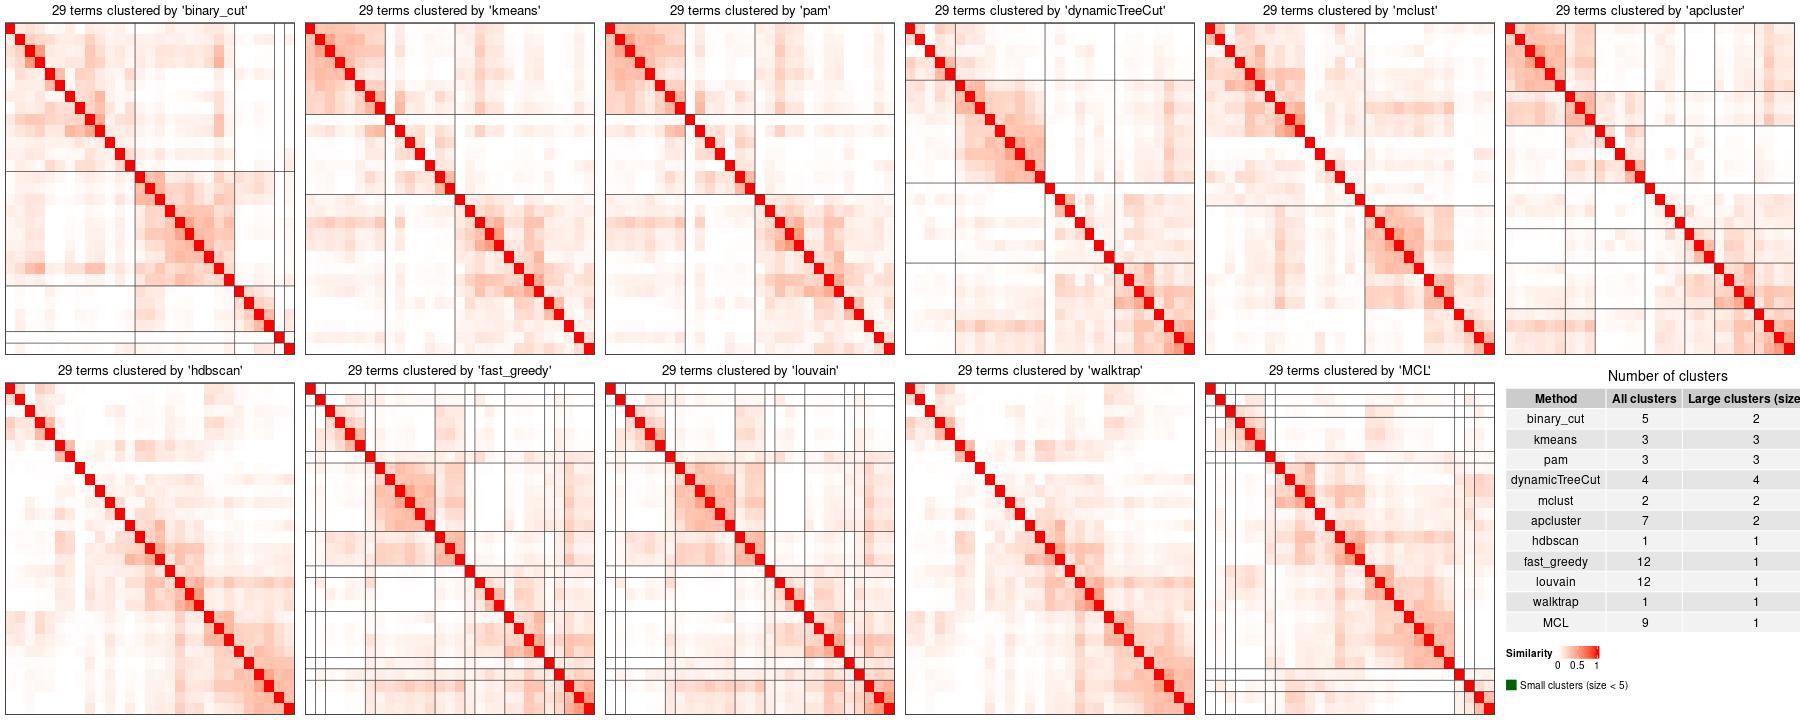 29 terms clustered by 'binary_cut'
29 terms clustered by 'kmeans'
29 terms clustered by 'pam'
29 terms clustered by 'dynamicTreeCut'
29 terms clustered by 'mclust'
29 terms clustered by 'apcluster'
29 terms clustered by 'hdbscan'
29 terms clustered by 'fast_greedy'
29 terms clustered by 'louvain'
29 terms clustered by 'walktrap'
29 terms clustered by 'MCL'
Number of clusters
Method All clusters Large clusters (size
binary_cut 5 2
kmeans 3 3
pam 3 3
dynamicTreeCut 4 4
mclust 2 2
apcluster 7 2
hdbscan 1 1
fast_greedy 12 1
louvain 12 1
walktrap 1 1
MCL 9 1
Similarity
0 0.5 1
Small clusters (size < 5)